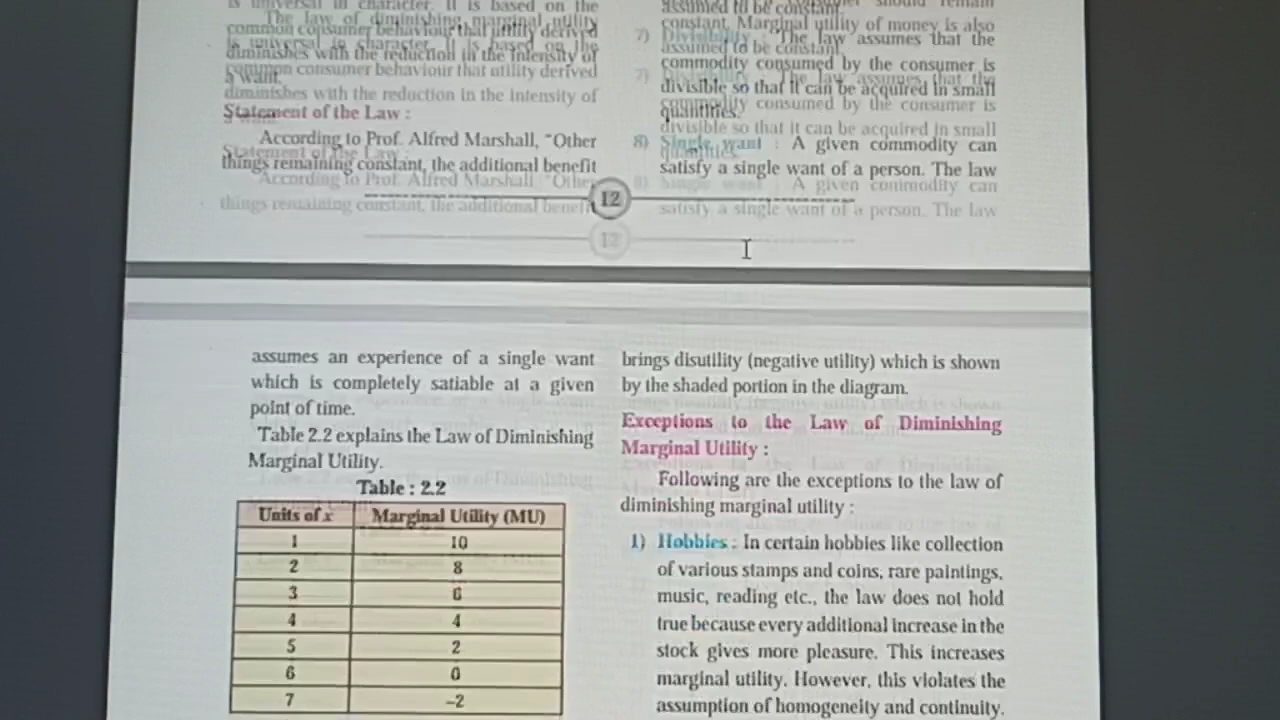 The law of diminishing marginal utility
is universal in character. It is based on the
common consumer behaviour that utility derived
diminishes with the reduction in the intensity of
a want.
Statement of the Law :
According to Prof. Alfred Marshall, "Other
things remaining constant, the additional benefit
constant. Marginal utility of money is also
assumed to be constant.
7) Divisibility : The law assumes that the
commodity consumed by the consumer is
divisible so that it can be acquired in small
quantities.
8) Single want : A given commodity can
satisfy a single want of a person. The law
12
assumes an experience of a single want
which is completely satiable at a given
point of time.
Table 2.2 explains the Law of Diminishing
Marginal Utility.
Table : 2.2
Units of x Marginal Utility (MU)
1 10
2 8
3 6
4 4
5 2
6 0
7 -2
brings disutility (negative utility) which is shown
by the shaded portion in the diagram.
Exceptions to the Law of Diminishing
Marginal Utility :
Following are the exceptions to the law of
diminishing marginal utility :
1) Hobbies : In certain hobbies like collection
of various stamps and coins, rare paintings,
music, reading etc., the law does not hold
true because every additional increase in the
stock gives more pleasure. This increases
marginal utility. However, this violates the
assumption of homogeneity and continuity.